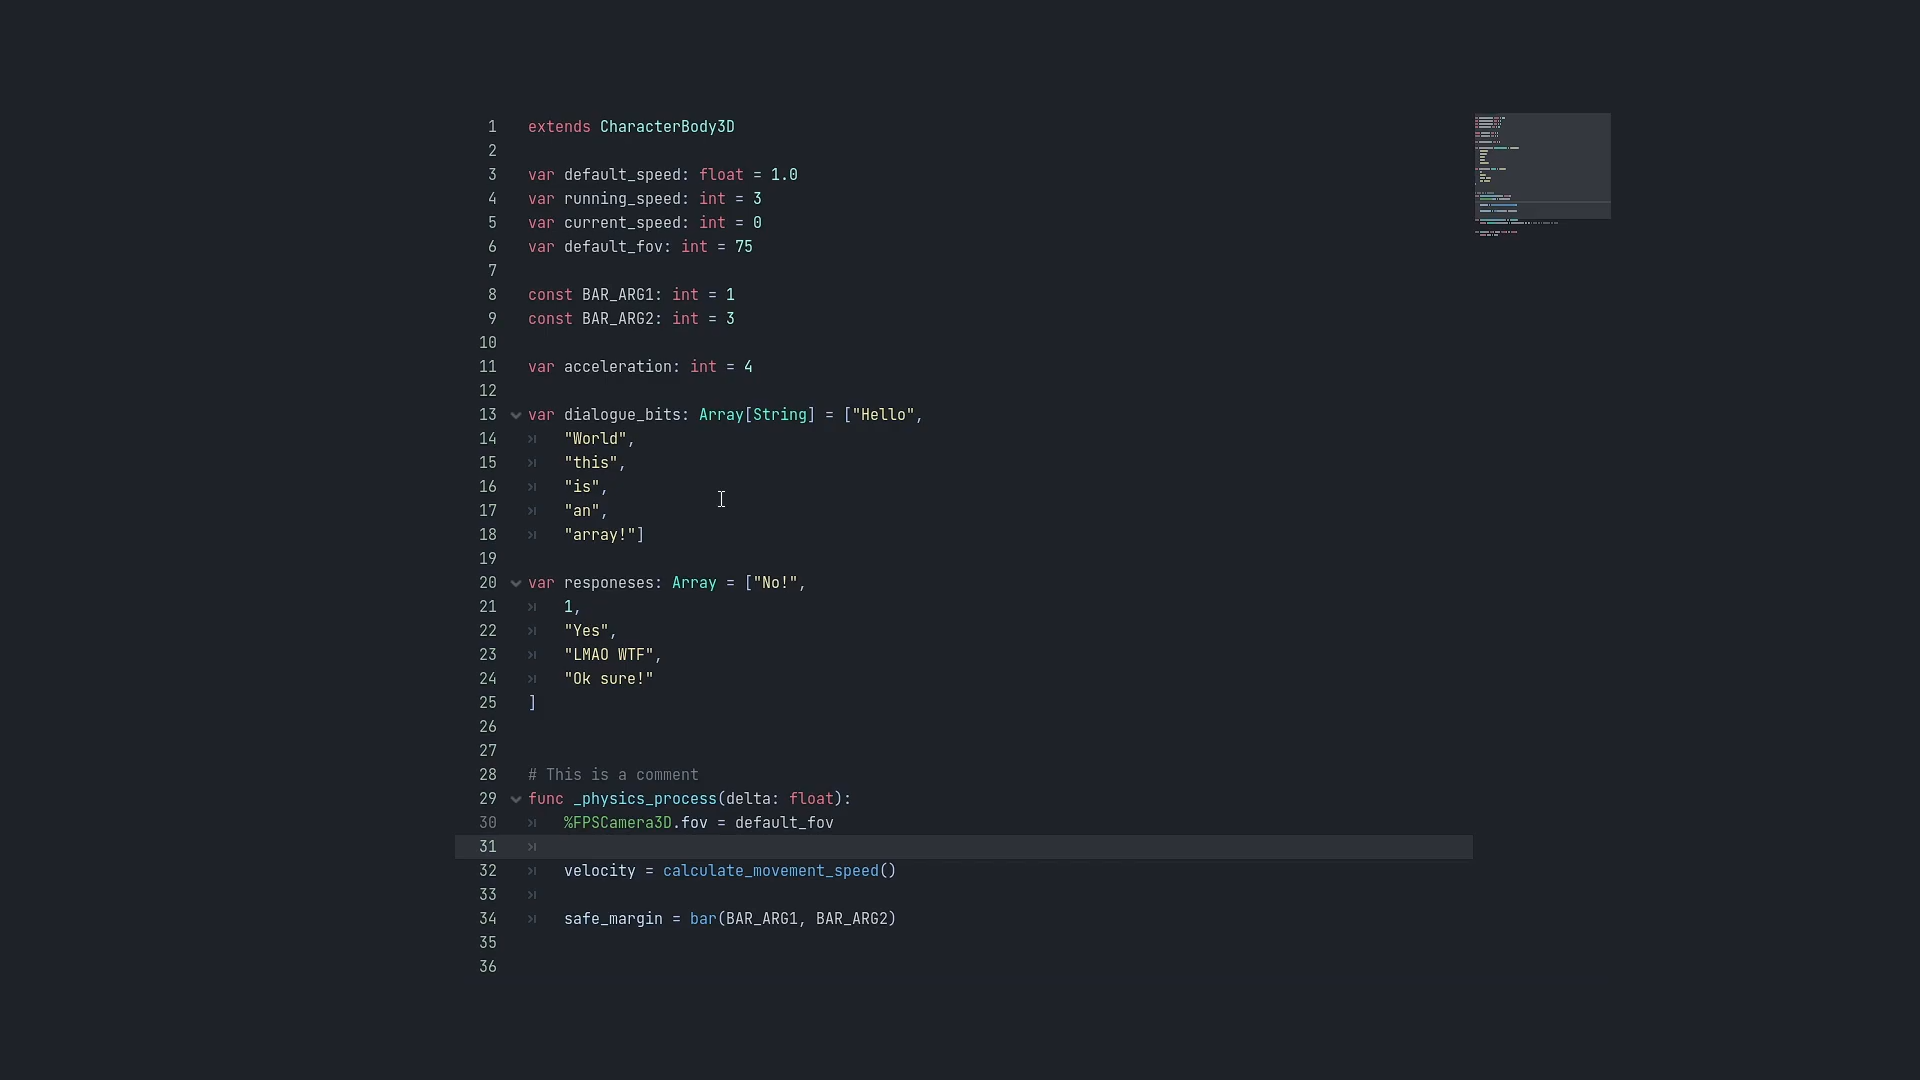 1 extends CharacterBody3D
2
3 var default_speed: float = 1.0
4 var running_speed: int = 3
5 var current_speed: int = 0
6 var default_fov: int = 75
7
8 const BAR_ARG1: int = 1
9 const BAR_ARG2: int = 3
10
11 var acceleration: int = 4
12
13 var dialogue_bits: Array[String] = ["Hello",
14 "World",
15 "this",
16 "is",
17 "an",
18 "array!"]
19
20 var responeses: Array = ["No!",
21 1,
22 "Yes",
23 "LMAO WTF",
24 "Ok sure!"
25 ]
26
27
28 # This is a comment
29 func _physics_process(delta: float):
30 %FPSCamera3D.fov = default_fov
31
32 velocity = calculate_movement_speed()
33
34 safe_margin = bar(BAR_ARG1, BAR_ARG2)
35
36